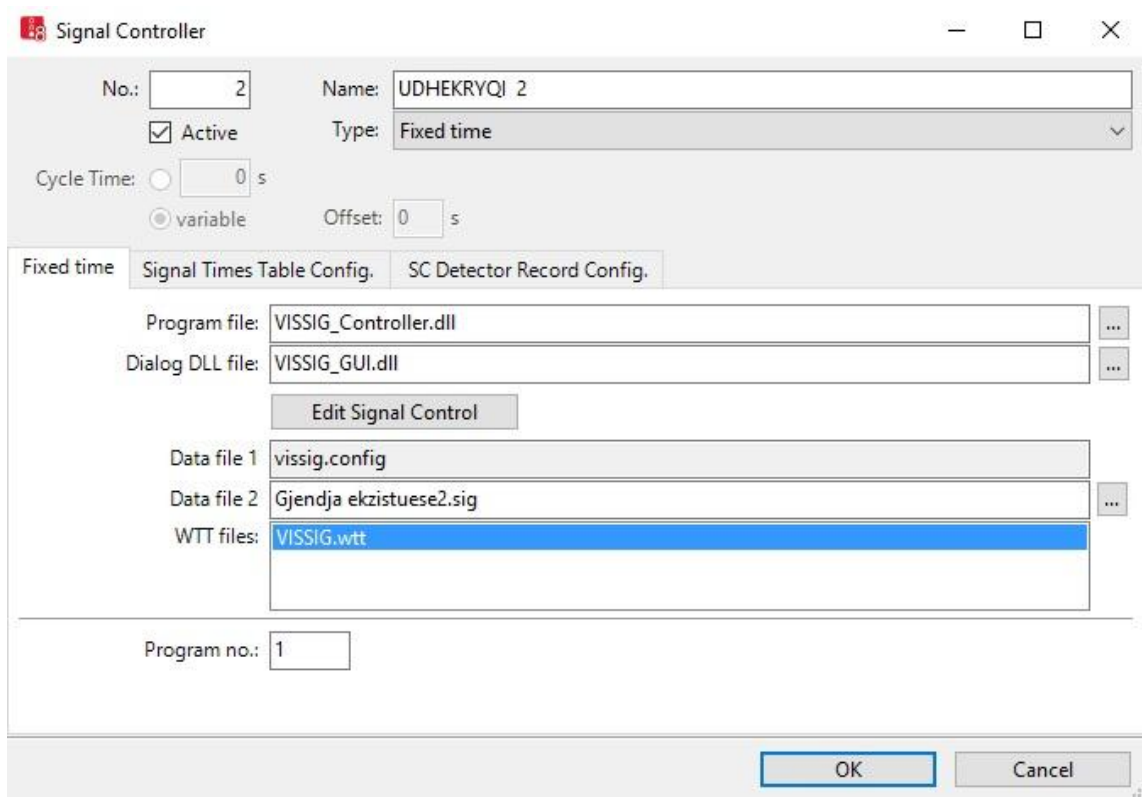 Signal Controller
No.: 2 Name: UDHEKRYQI 2
Active Type: Fixed time
Cycle Time: 0 s
variable Offset: 0 s
Fixed time Signal Times Table Config. SC Detector Record Config.
Program file: VISSIG_Controller.dll ...
Dialog DLL file: VISSIG_GUI.dll ...
Edit Signal Control
Data file 1 vissig.config
Data file 2 Gjendja ekzistuese2.sig ...
WTT files: VISSIG.wtt
Program no.: 1
OK Cancel